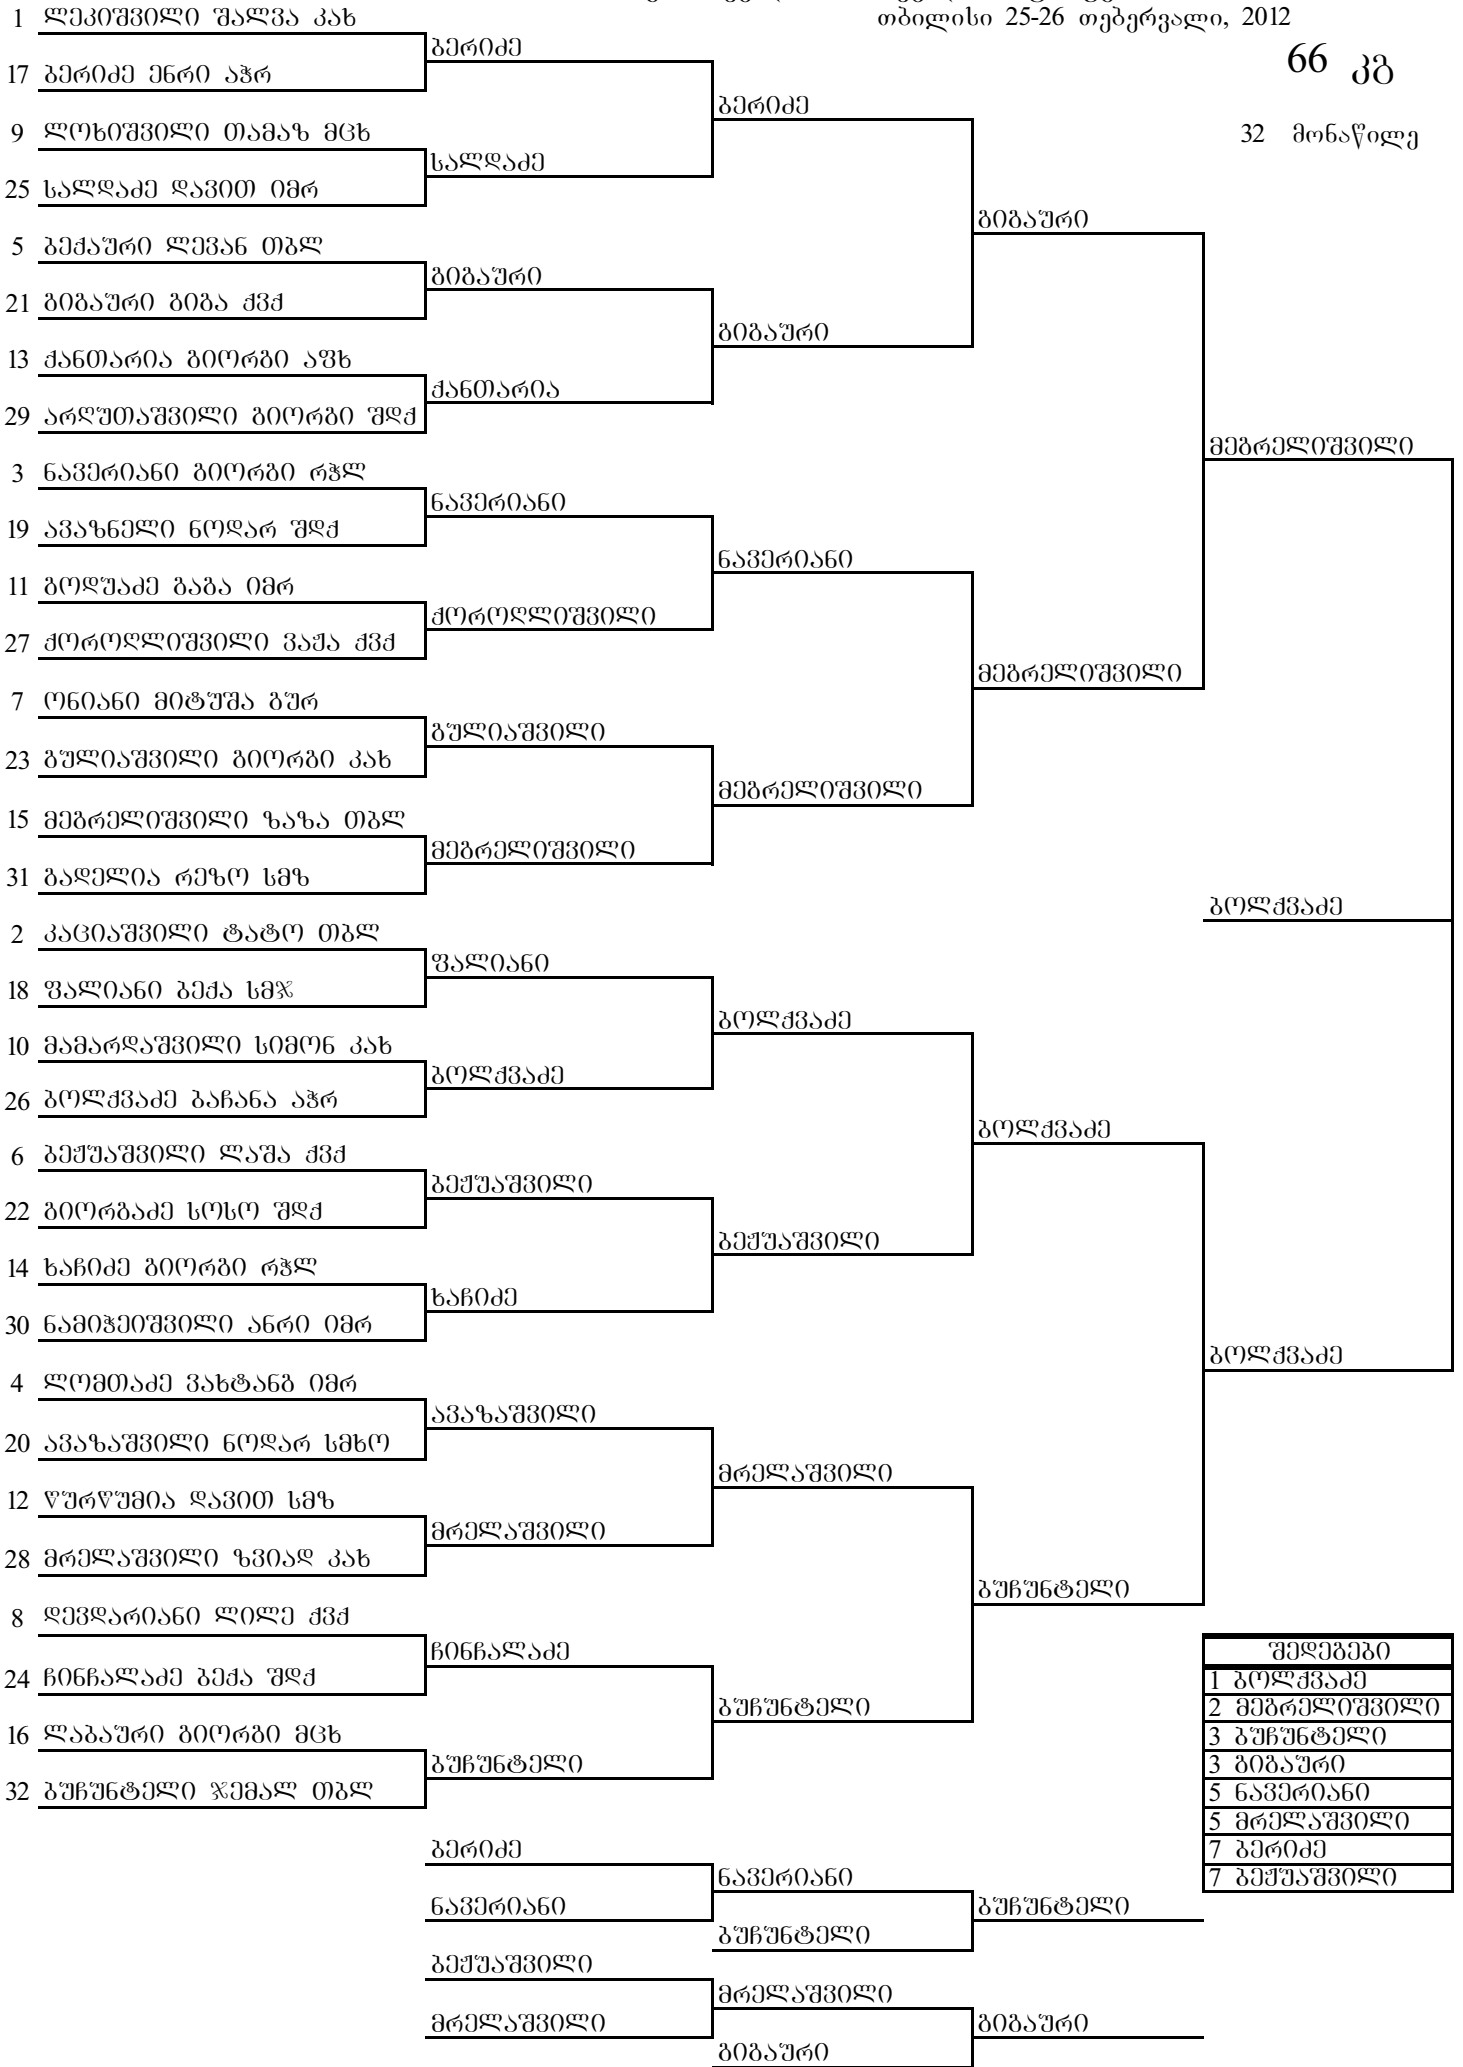 თბილისი 25-26 თებერვალი, 2012
66 კგ
32 მონაწილე
1 ლეკიშვილი შალვა კახ
17 ბერიძე ენრი აჭრ
9 ლოხიშვილი თამაზ მცხ
25 სალდაძე დავით იმრ
5 ბექაური ლევან თბლ
21 გიგაური გიგა ქვქ
13 ქანთარია გიორგი აფხ
29 არღუთაშვილი გიორგი შდქ
3 ნავერიანი გიორგი რჭლ
19 ავაზნელი ნოდარ შდქ
11 გოდუაძე გაგა იმრ
27 ქოროღლიშვილი ვაჟა ქვქ
7 ონიანი მიტუშა გურ
23 გულიაშვილი გიორგი კახ
15 მეგრელიშვილი ზაზა თბლ
31 გადელია რეზო სმზ
2 კაციაშვილი ტატო თბლ
18 ფალიანი ბექა სმჯ
10 მამარდაშვილი სიმონ კახ
26 ბოლქვაძე ბაჩანა აჭრ
6 ბეჟუაშვილი ლაშა ქვქ
22 გიორგაძე სოსო შდქ
14 ხაჩიძე გიორგი რჭლ
30 ნამიჭეიშვილი ანრი იმრ
4 ლომთაძე ვახტანგ იმრ
20 ავაზაშვილი ნოდარ სმხო
12 წურწუმია დავით სმზ
28 მრელაშვილი ზვიად კახ
8 დევდარიანი ლილე ქვქ
24 ჩინჩალაძე ბექა შდქ
16 ლაბაური გიორგი მცხ
32 ბუჩუნტელი ჯემალ თბლ
ბერიძე
სალდაძე
გიგაური
ქანთარია
ნავერიანი
ქოროღლიშვილი
გულიაშვილი
მეგრელიშვილი
ფალიანი
ბოლქვაძე
ბეჟუაშვილი
ხაჩიძე
ავაზაშვილი
მრელაშვილი
ჩინჩალაძე
ბუჩუნტელი
ბერიძე
გიგაური
ნავერიანი
მეგრელიშვილი
ბოლქვაძე
ბეჟუაშვილი
მრელაშვილი
ბუჩუნტელი
გიგაური
მეგრელიშვილი
ბოლქვაძე
ბუჩუნტელი
მეგრელიშვილი
ბოლქვაძე
ბოლქვაძე
შედეგები
1 ბოლქვაძე
2 მეგრელიშვილი
3 ბუჩუნტელი
3 გიგაური
5 ნავერიანი
5 მრელაშვილი
7 ბერიძე
7 ბეჟუაშვილი
ბერიძე
ნავერიანი
ბეჟუაშვილი
მრელაშვილი
ნავერიანი
ბუჩუნტელი
მრელაშვილი
გიგაური
ბუჩუნტელი
გიგაური